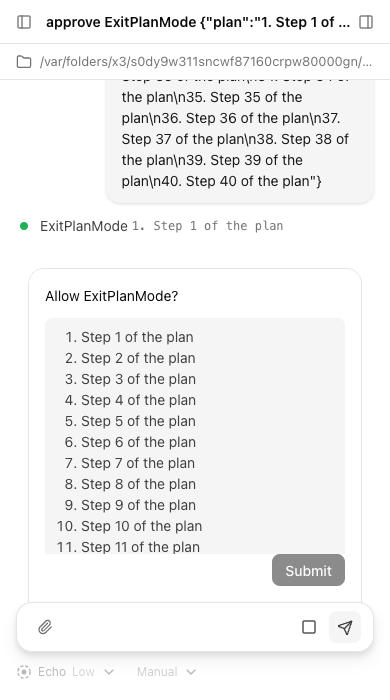 approve ExitPlanMode {"plan":"1. Step 1 of ...
/var/folders/x3/s0dy9w311sncwf87160crpw80000gn/...
the plan\n35. Step 35 of the
plan\n36. Step 36 of the plan\n37.
Step 37 of the plan\n38. Step 38 of
the plan\n39. Step 39 of the
plan\n40. Step 40 of the plan"}
ExitPlanMode 1. Step 1 of the plan
Allow ExitPlanMode?
1. Step 1 of the plan
2. Step 2 of the plan
3. Step 3 of the plan
4. Step 4 of the plan
5. Step 5 of the plan
6. Step 6 of the plan
7. Step 7 of the plan
8. Step 8 of the plan
9. Step 9 of the plan
10. Step 10 of the plan
11. Step 11 of the plan
Submit
Echo Low Manual